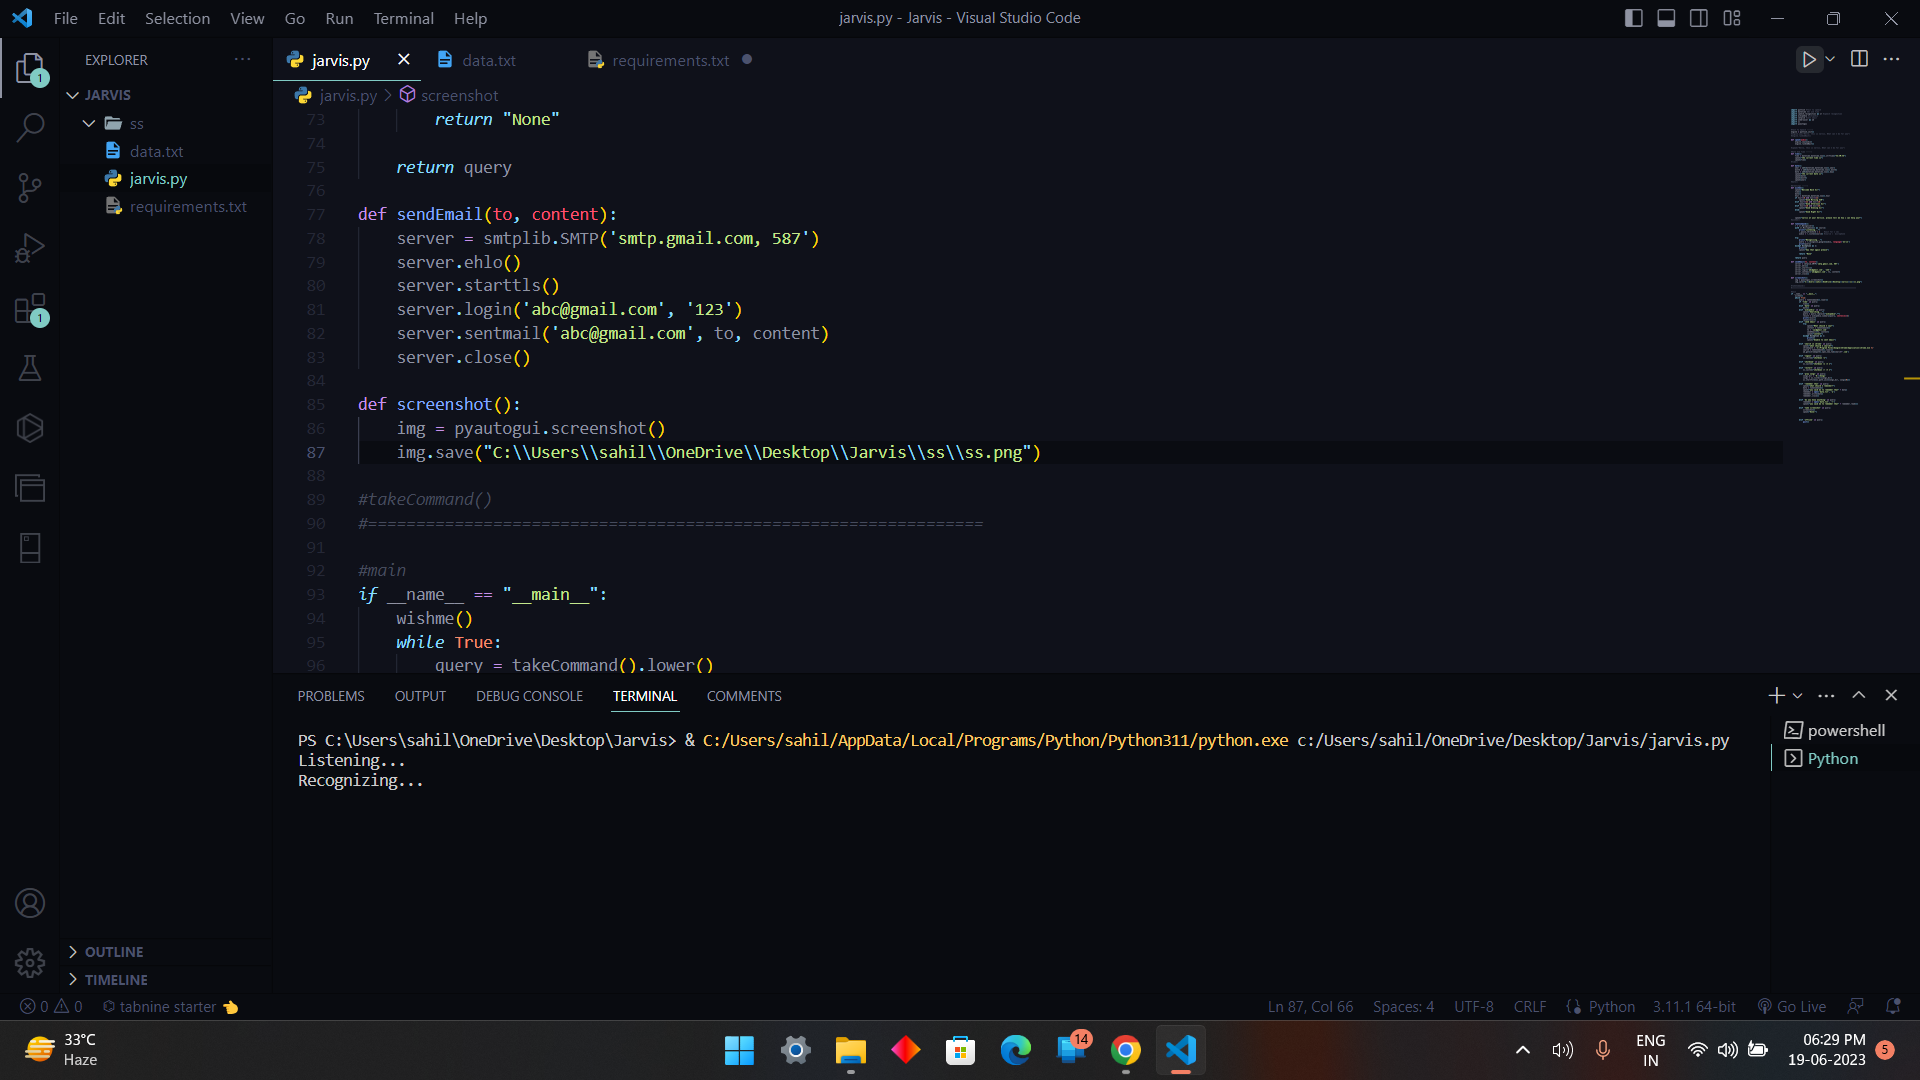 File Edit Selection View Go Run Terminal Help
jarvis.py - Jarvis - Visual Studio Code
EXPLORER
JARVIS
ss
data.txt
jarvis.py
requirements.txt
1
1
jarvis.py
data.txt
requirements.txt
jarvis.py > screenshot
73 return "None"
74
75 return query
76
77 def sendEmail(to, content):
78 server = smtplib.SMTP('smtp.gmail.com, 587')
79 server.ehlo()
80 server.starttls()
81 server.login('abc@gmail.com', '123')
82 server.sentmail('abc@gmail.com', to, content)
83 server.close()
84
85 def screenshot():
86 img = pyautogui.screenshot()
87 img.save("C:\\Users\\sahil\\OneDrive\\Desktop\\Jarvis\\ss\\ss.png")
88
89 #takeCommand()
90 #================================================================
91
92 #main
93 if __name__ == "__main__":
94 wishme()
95 while True:
96 query = takeCommand().lower()
PROBLEMS OUTPUT DEBUG CONSOLE TERMINAL COMMENTS
PS C:\Users\sahil\OneDrive\Desktop\Jarvis> & C:/Users/sahil/AppData/Local/Programs/Python/Python311/python.exe c:/Users/sahil/OneDrive/Desktop/Jarvis/jarvis.py
Listening...
Recognizing...
powershell
Python
OUTLINE
TIMELINE
0 0 tabnine starter
Ln 87, Col 66 Spaces: 4 UTF-8 CRLF Python 3.11.1 64-bit Go Live
33°C
Haze
14
ENG
IN
06:29 PM
19-06-2023
5